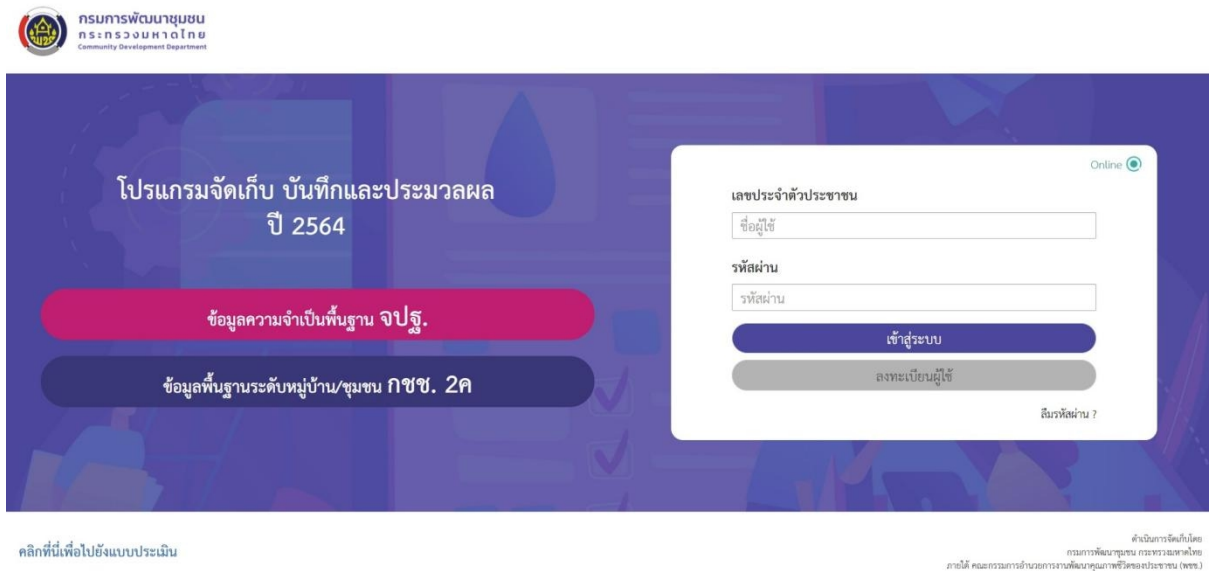 กรมการพัฒนาชุมชน
กระทรวงมหาดไทย
Community Development Department
โปรแกรมจัดเก็บ บันทึกและประมวลผล
ปี 2564
ข้อมูลความจำเป็นพื้นฐาน จปฐ.
ข้อมูลพื้นฐานระดับหมู่บ้าน/ชุมชน กชช. 2ค
Online
เลขประจำตัวประชาชน
ชื่อผู้ใช้
รหัสผ่าน
รหัสผ่าน
เข้าสู่ระบบ
ลงทะเบียนผู้ใช้
ลืมรหัสผ่าน ?
คลิกที่นี่เพื่อไปยังแบบประเมิน
ดำเนินการจัดเก็บโดย
กรมการพัฒนาชุมชน กระทรวงมหาดไทย
ภายใต้ คณะกรรมการอำนวยการงานพัฒนาคุณภาพชีวิตของประชาชน (พชช.)